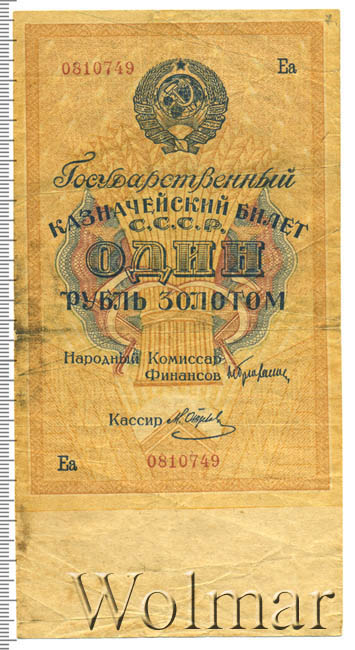 0810749 Еа
Государственный
КАЗНАЧЕЙСКИЙ БИЛЕТ
С.С.С.Р.
ОДИН
РУБЛЬ ЗОЛОТОМ
Народный Комиссар
Финансов
Кассир
Еа 0810749
Wolmar